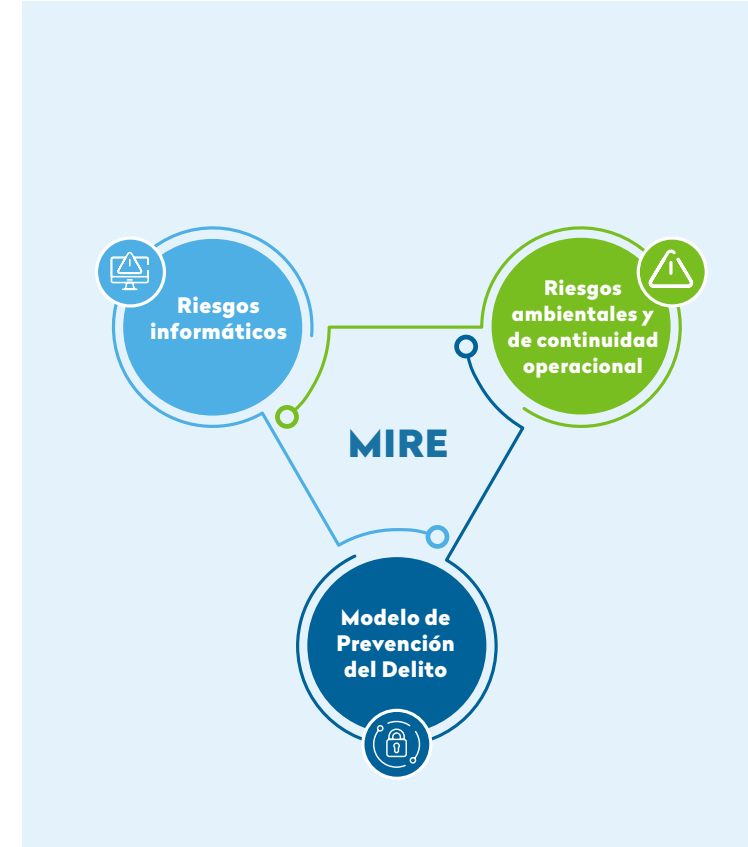 Riesgos
informáticos
Riesgos
ambientales y
de continuidad
operacional
MIRE
Modelo de
Prevención
del Delito